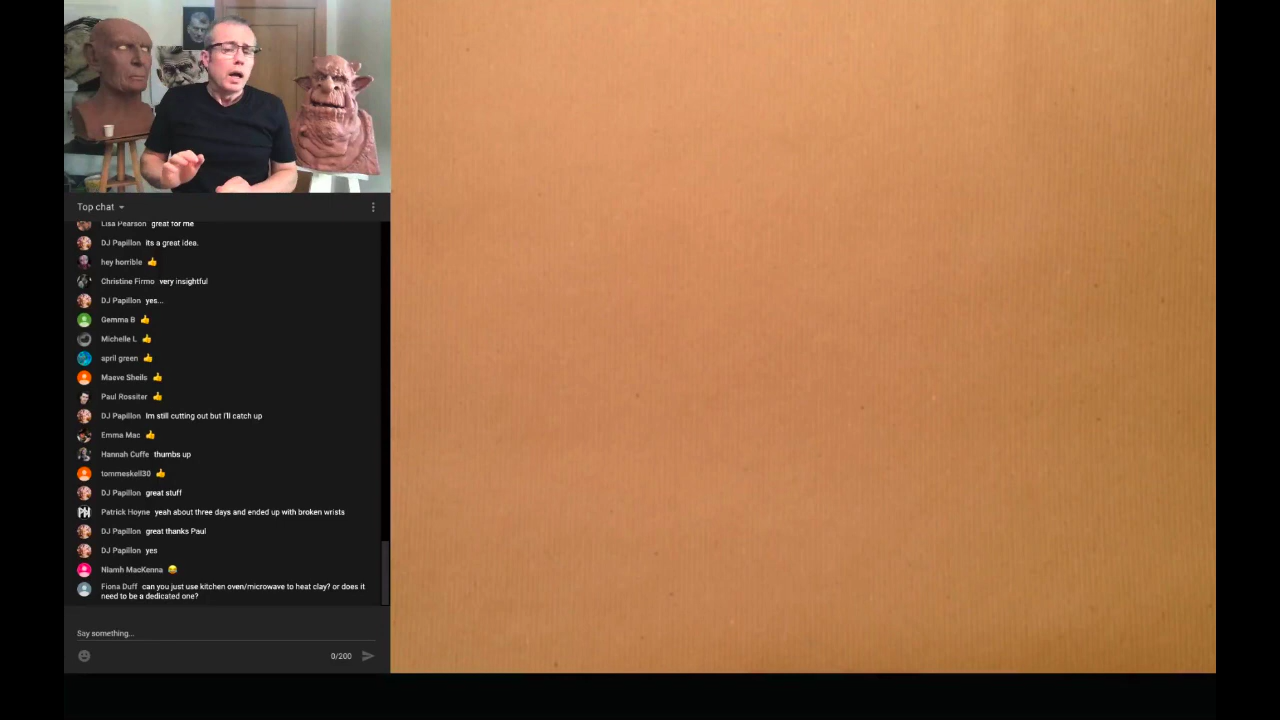 Top chat
Lisa Pearson great for me
DJ Papillon its a great idea.
hey horrible 👍
Christine Firmo very insightful
DJ Papillon yes...
Gemma B 👍
Michelle L 👍
april green 👍
Maeve Sheils 👍
Paul Rossiter 👍
DJ Papillon Im still cutting out but I'll catch up
Emma Mac 👍
Hannah Cuffe thumbs up
tommeskell30 👍
DJ Papillon great stuff
PH Patrick Hoyne yeah about three days and ended up with broken wrists
DJ Papillon great thanks Paul
DJ Papillon yes
Niamh MacKenna 😂
Fiona Duff can you just use kitchen oven/microwave to heat clay? or does it
need to be a dedicated one?
Say something...
0/200